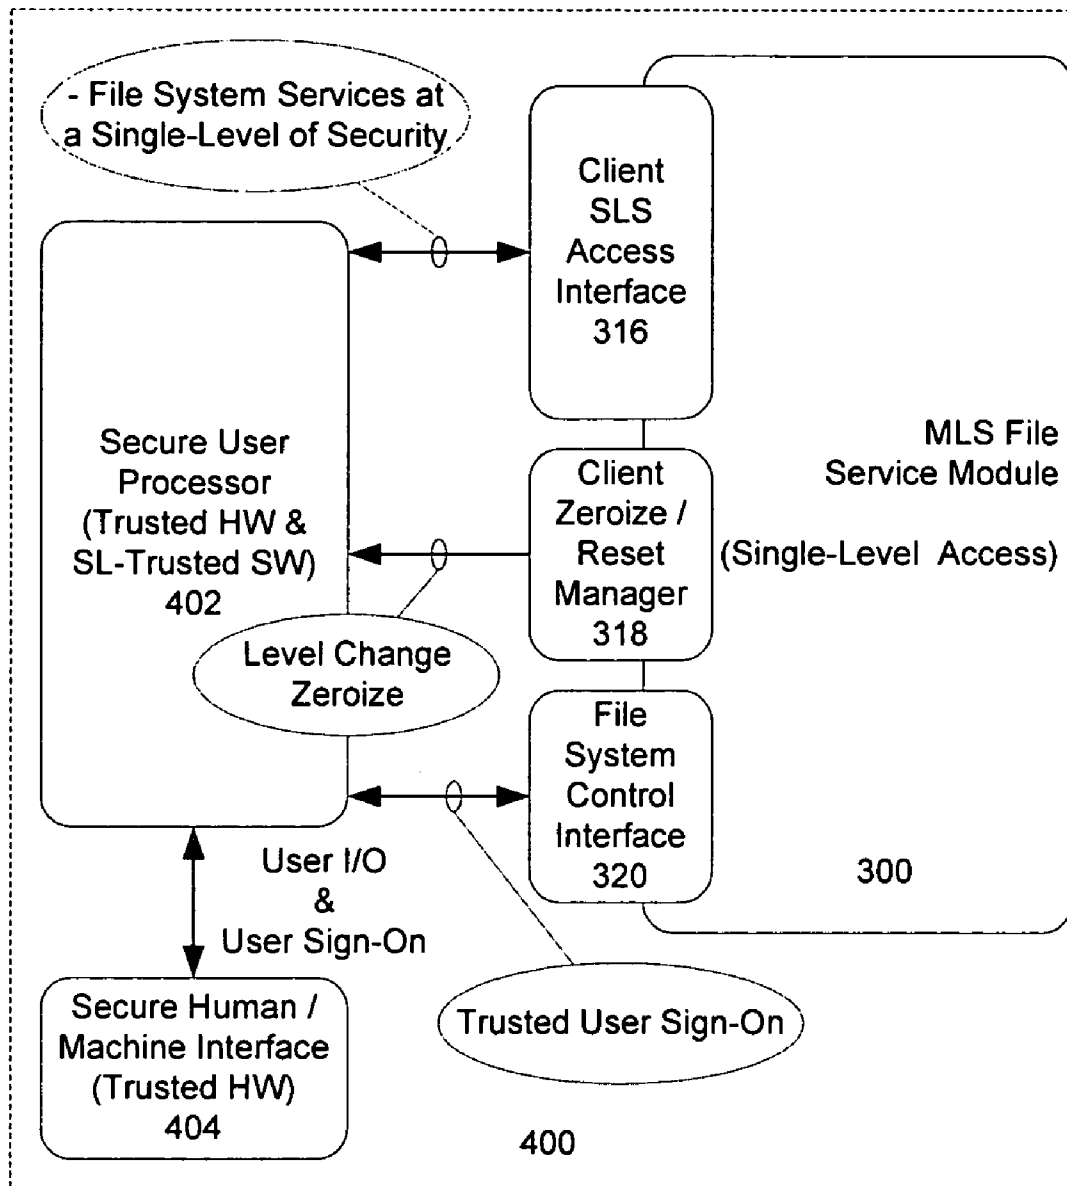 - File System Services at
a Single-Level of Security
Client
SLS
Access
Interface
316
Secure User
Processor
(Trusted HW &
SL-Trusted SW)
402
MLS File
Service Module
(Single-Level Access)
Client
Zeroize /
Reset
Manager
318
Level Change
Zeroize
File
System
Control
Interface
320
300
User I/O
&
User Sign-On
Secure Human /
Machine Interface
(Trusted HW)
404
Trusted User Sign-On
400